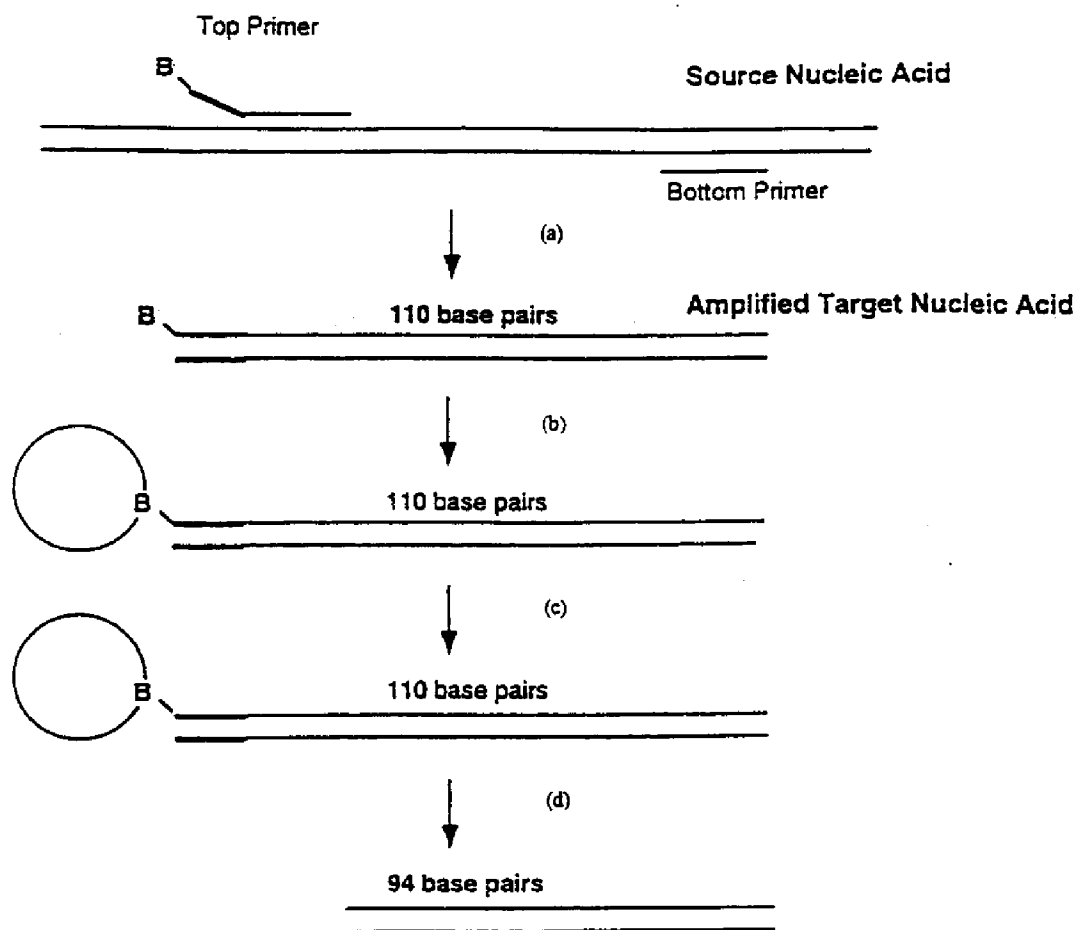 Top Primer
B
Source Nucleic Acid
Bottom Primer
(a)
B
110 base pairs
Amplified Target Nucleic Acid
(b)
B
110 base pairs
(c)
B
110 base pairs
(d)
94 base pairs